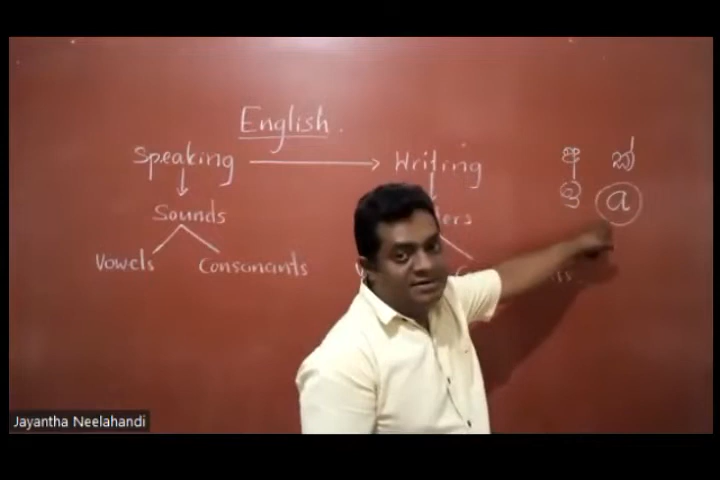 English.
Speaking → Writing
අ ක්
ඉ a
Sounds
Vowels Consonants
Jayantha Neelahandi